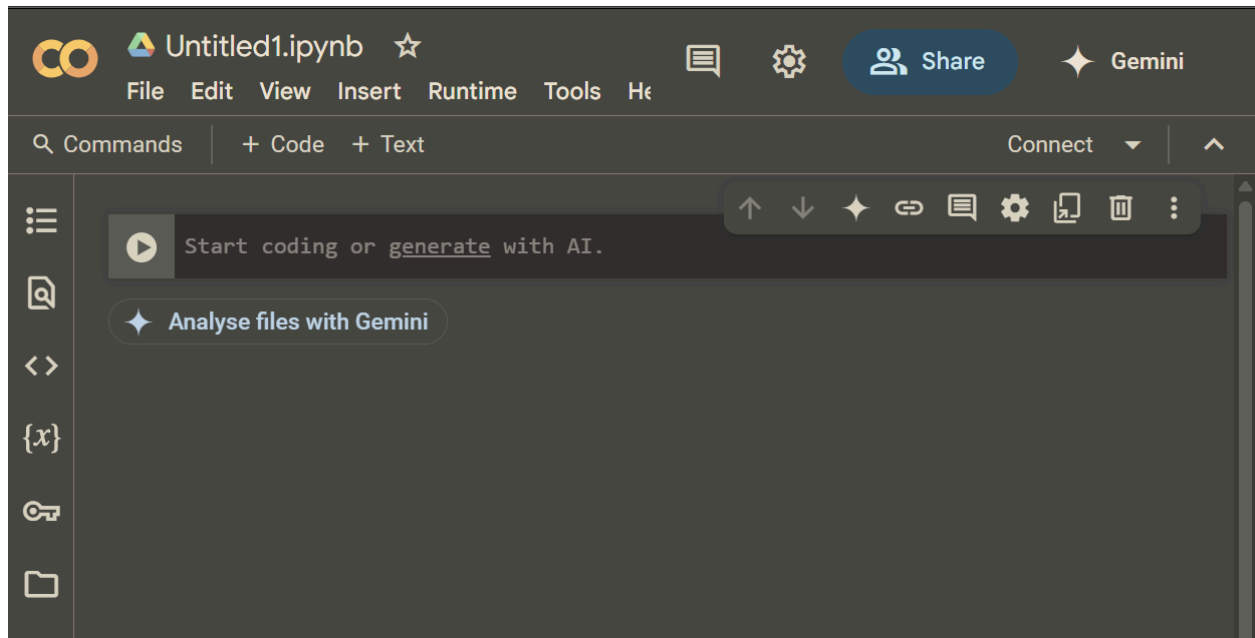 CO Untitled1.ipynb
File Edit View Insert Runtime Tools He
Share
Gemini
Commands + Code + Text
Connect
Start coding or generate with AI.
Analyse files with Gemini
{x}